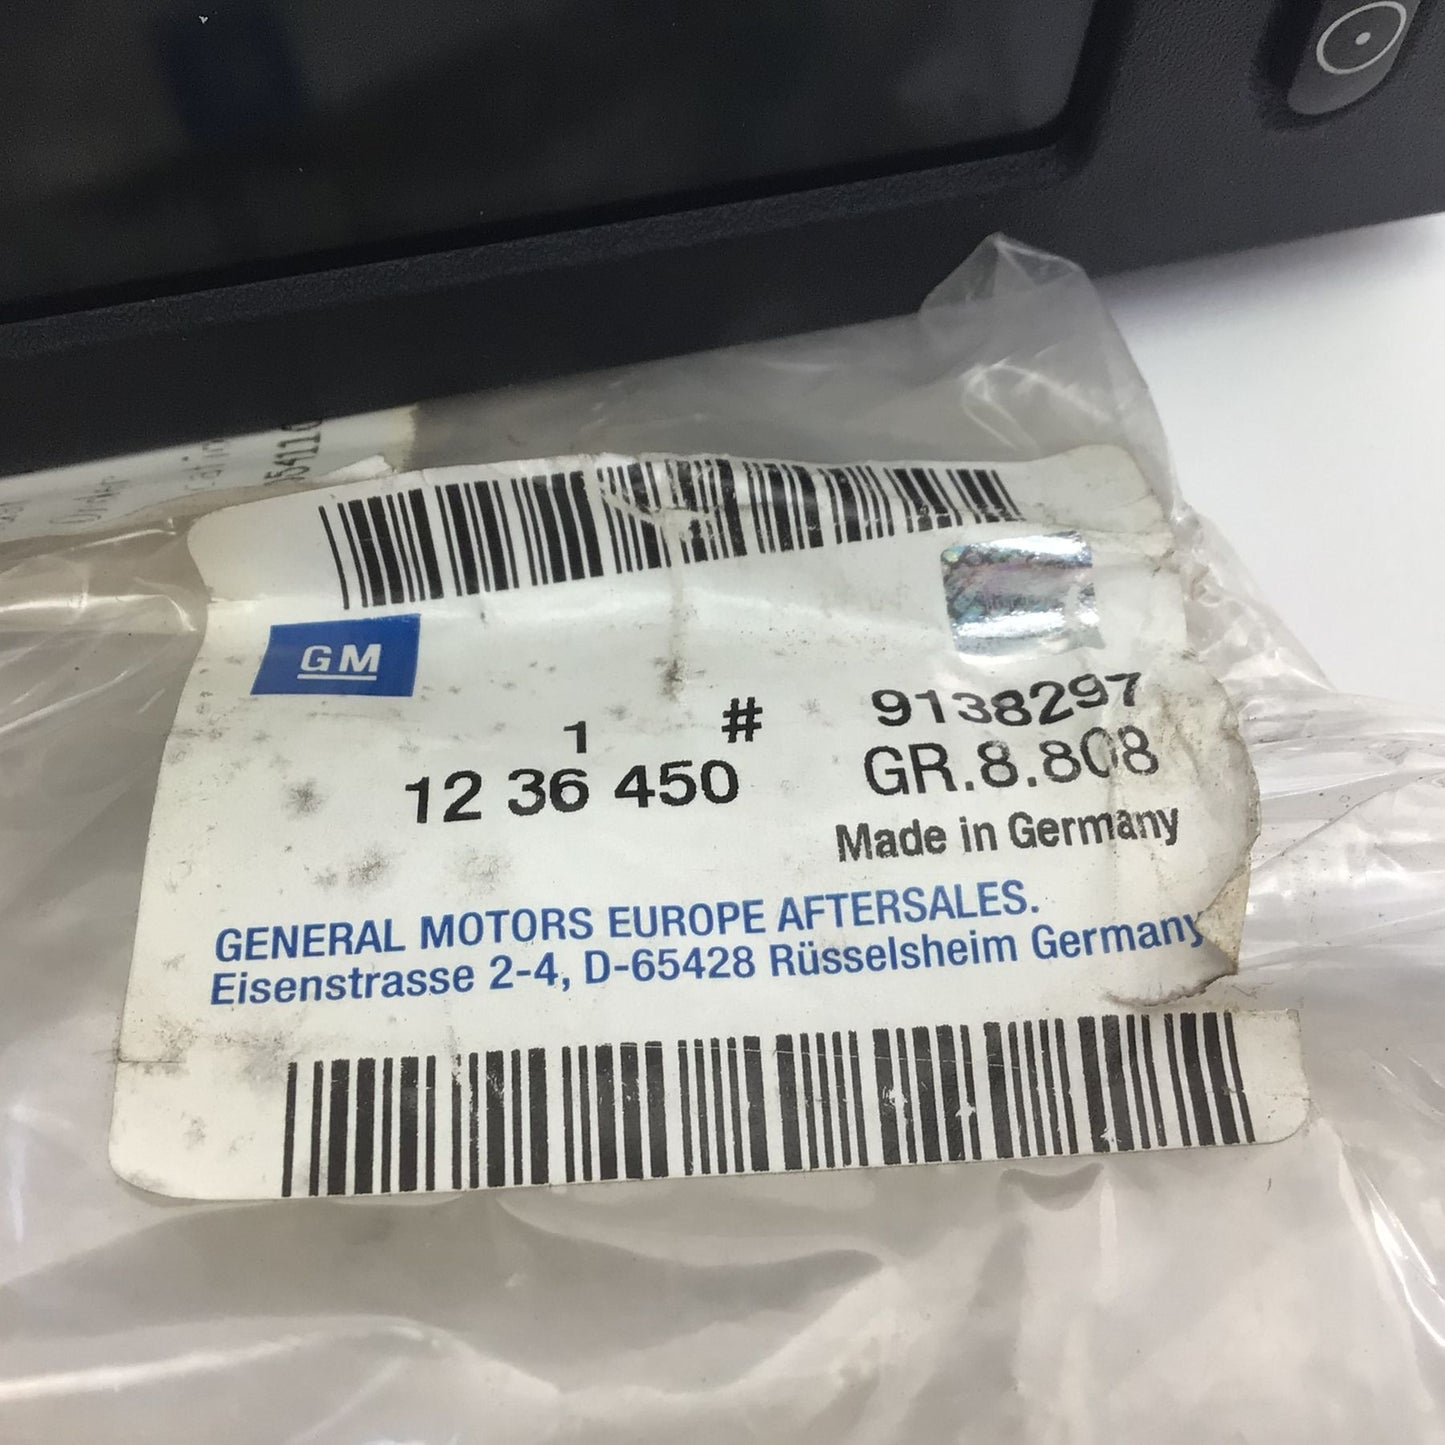 GM
1 # 9138297
12 36 450 GR.8.808
Made in Germany
GENERAL MOTORS EUROPE AFTERSALES.
Eisenstrasse 2-4, D-65428 Rüsselsheim Germany